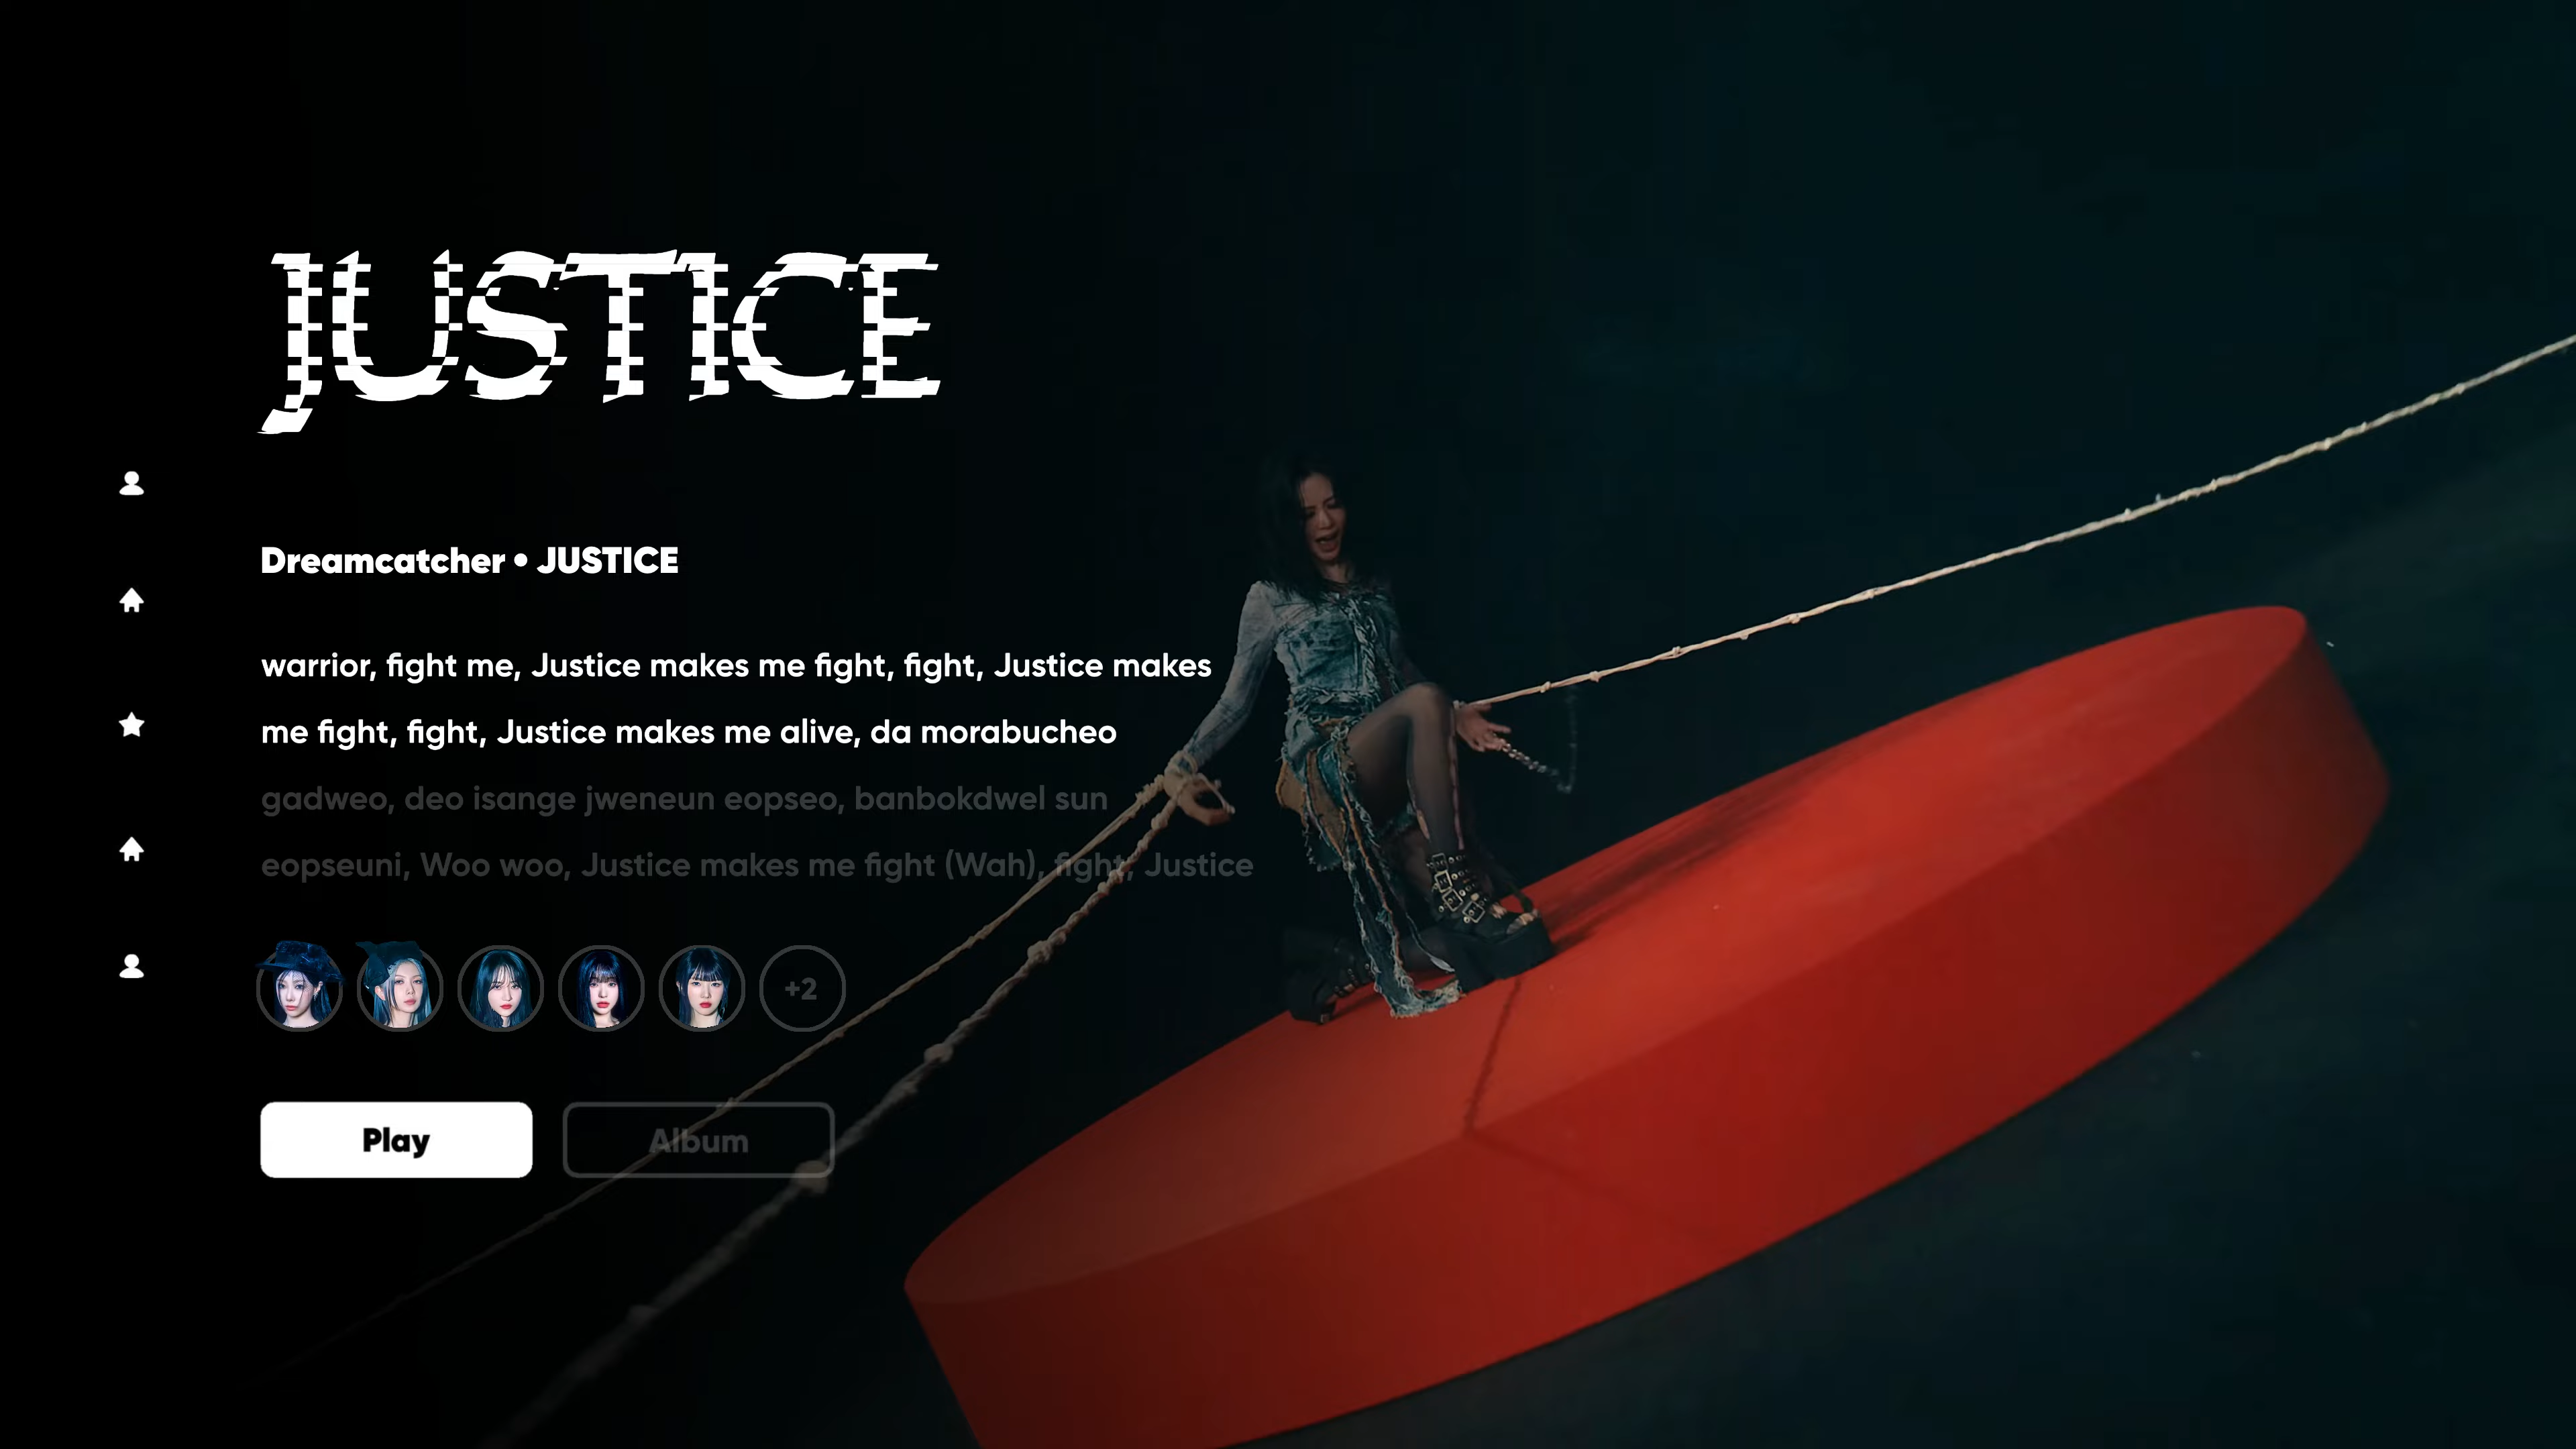 JUSTICE
Dreamcatcher • JUSTICE
warrior, fight me, Justice makes me fight, fight, Justice makes
me fight, fight, Justice makes me alive, da morabucheo
gadweo, deo isange jweneun eopseo, banbokdwel sun
eopseuni, Woo woo, Justice makes me fight (Wah), fight, Justice
+2
Play
Album